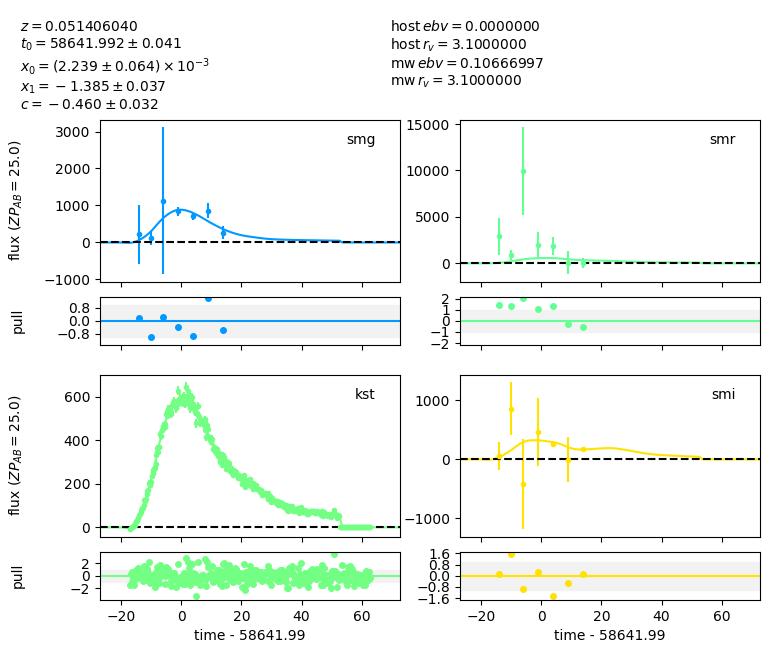 z = 0.051406040
t₀ = 58641.992 ± 0.041
x₀ = (2.239 ± 0.064) × 10⁻³
x₁ = −1.385 ± 0.037
c = −0.460 ± 0.032
host ebv = 0.0000000
host r_v = 3.1000000
mw ebv = 0.10666997
mw r_v = 3.1000000
flux (ZP_AB = 25.0)
3000
2000
1000
0
−1000
smg
15000
10000
5000
0
smr
pull
0.8
0.0
−0.8
2
1
0
−1
−2
flux (ZP_AB = 25.0)
600
400
200
0
kst
1000
0
−1000
smi
pull
2
0
−2
1.6
0.8
0.0
−0.8
−1.6
−20 0 20 40 60
−20 0 20 40 60
time - 58641.99
time - 58641.99